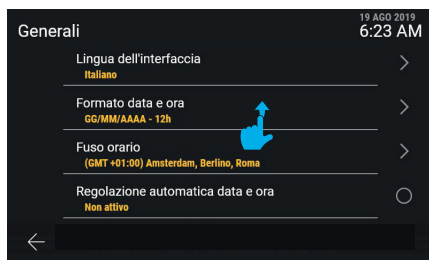 19 AGO 2019
Generali
6:23 AM
Lingua dell'interfaccia
Italiano
Formato data e ora
GG/MM/AAAA - 12h
Fuso orario
(GMT +01:00) Amsterdam, Berlino, Roma
Regolazione automatica data e ora
Non attivo